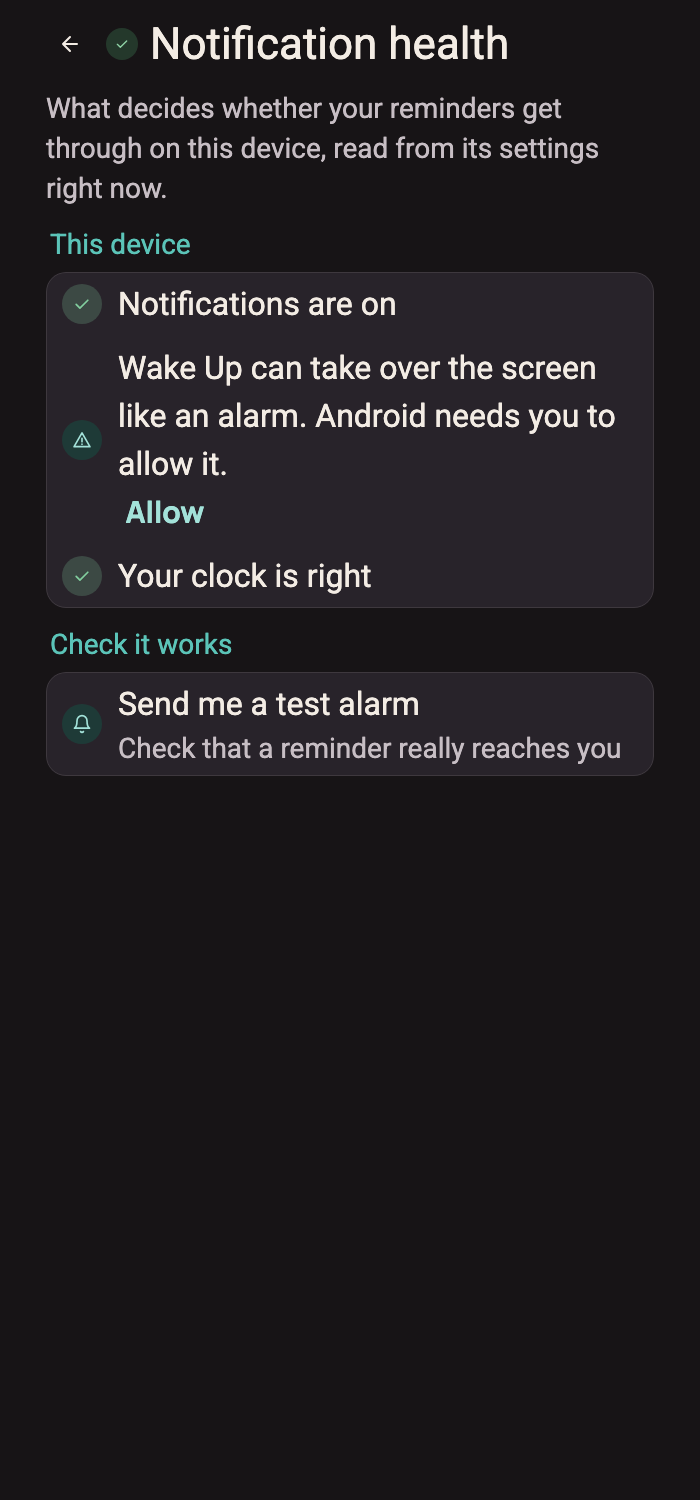 Notification health
What decides whether your reminders get
through on this device, read from its settings
right now.
This device
Notifications are on
Wake Up can take over the screen
like an alarm. Android needs you to
allow it.
Allow
Your clock is right
Check it works
Send me a test alarm
Check that a reminder really reaches you